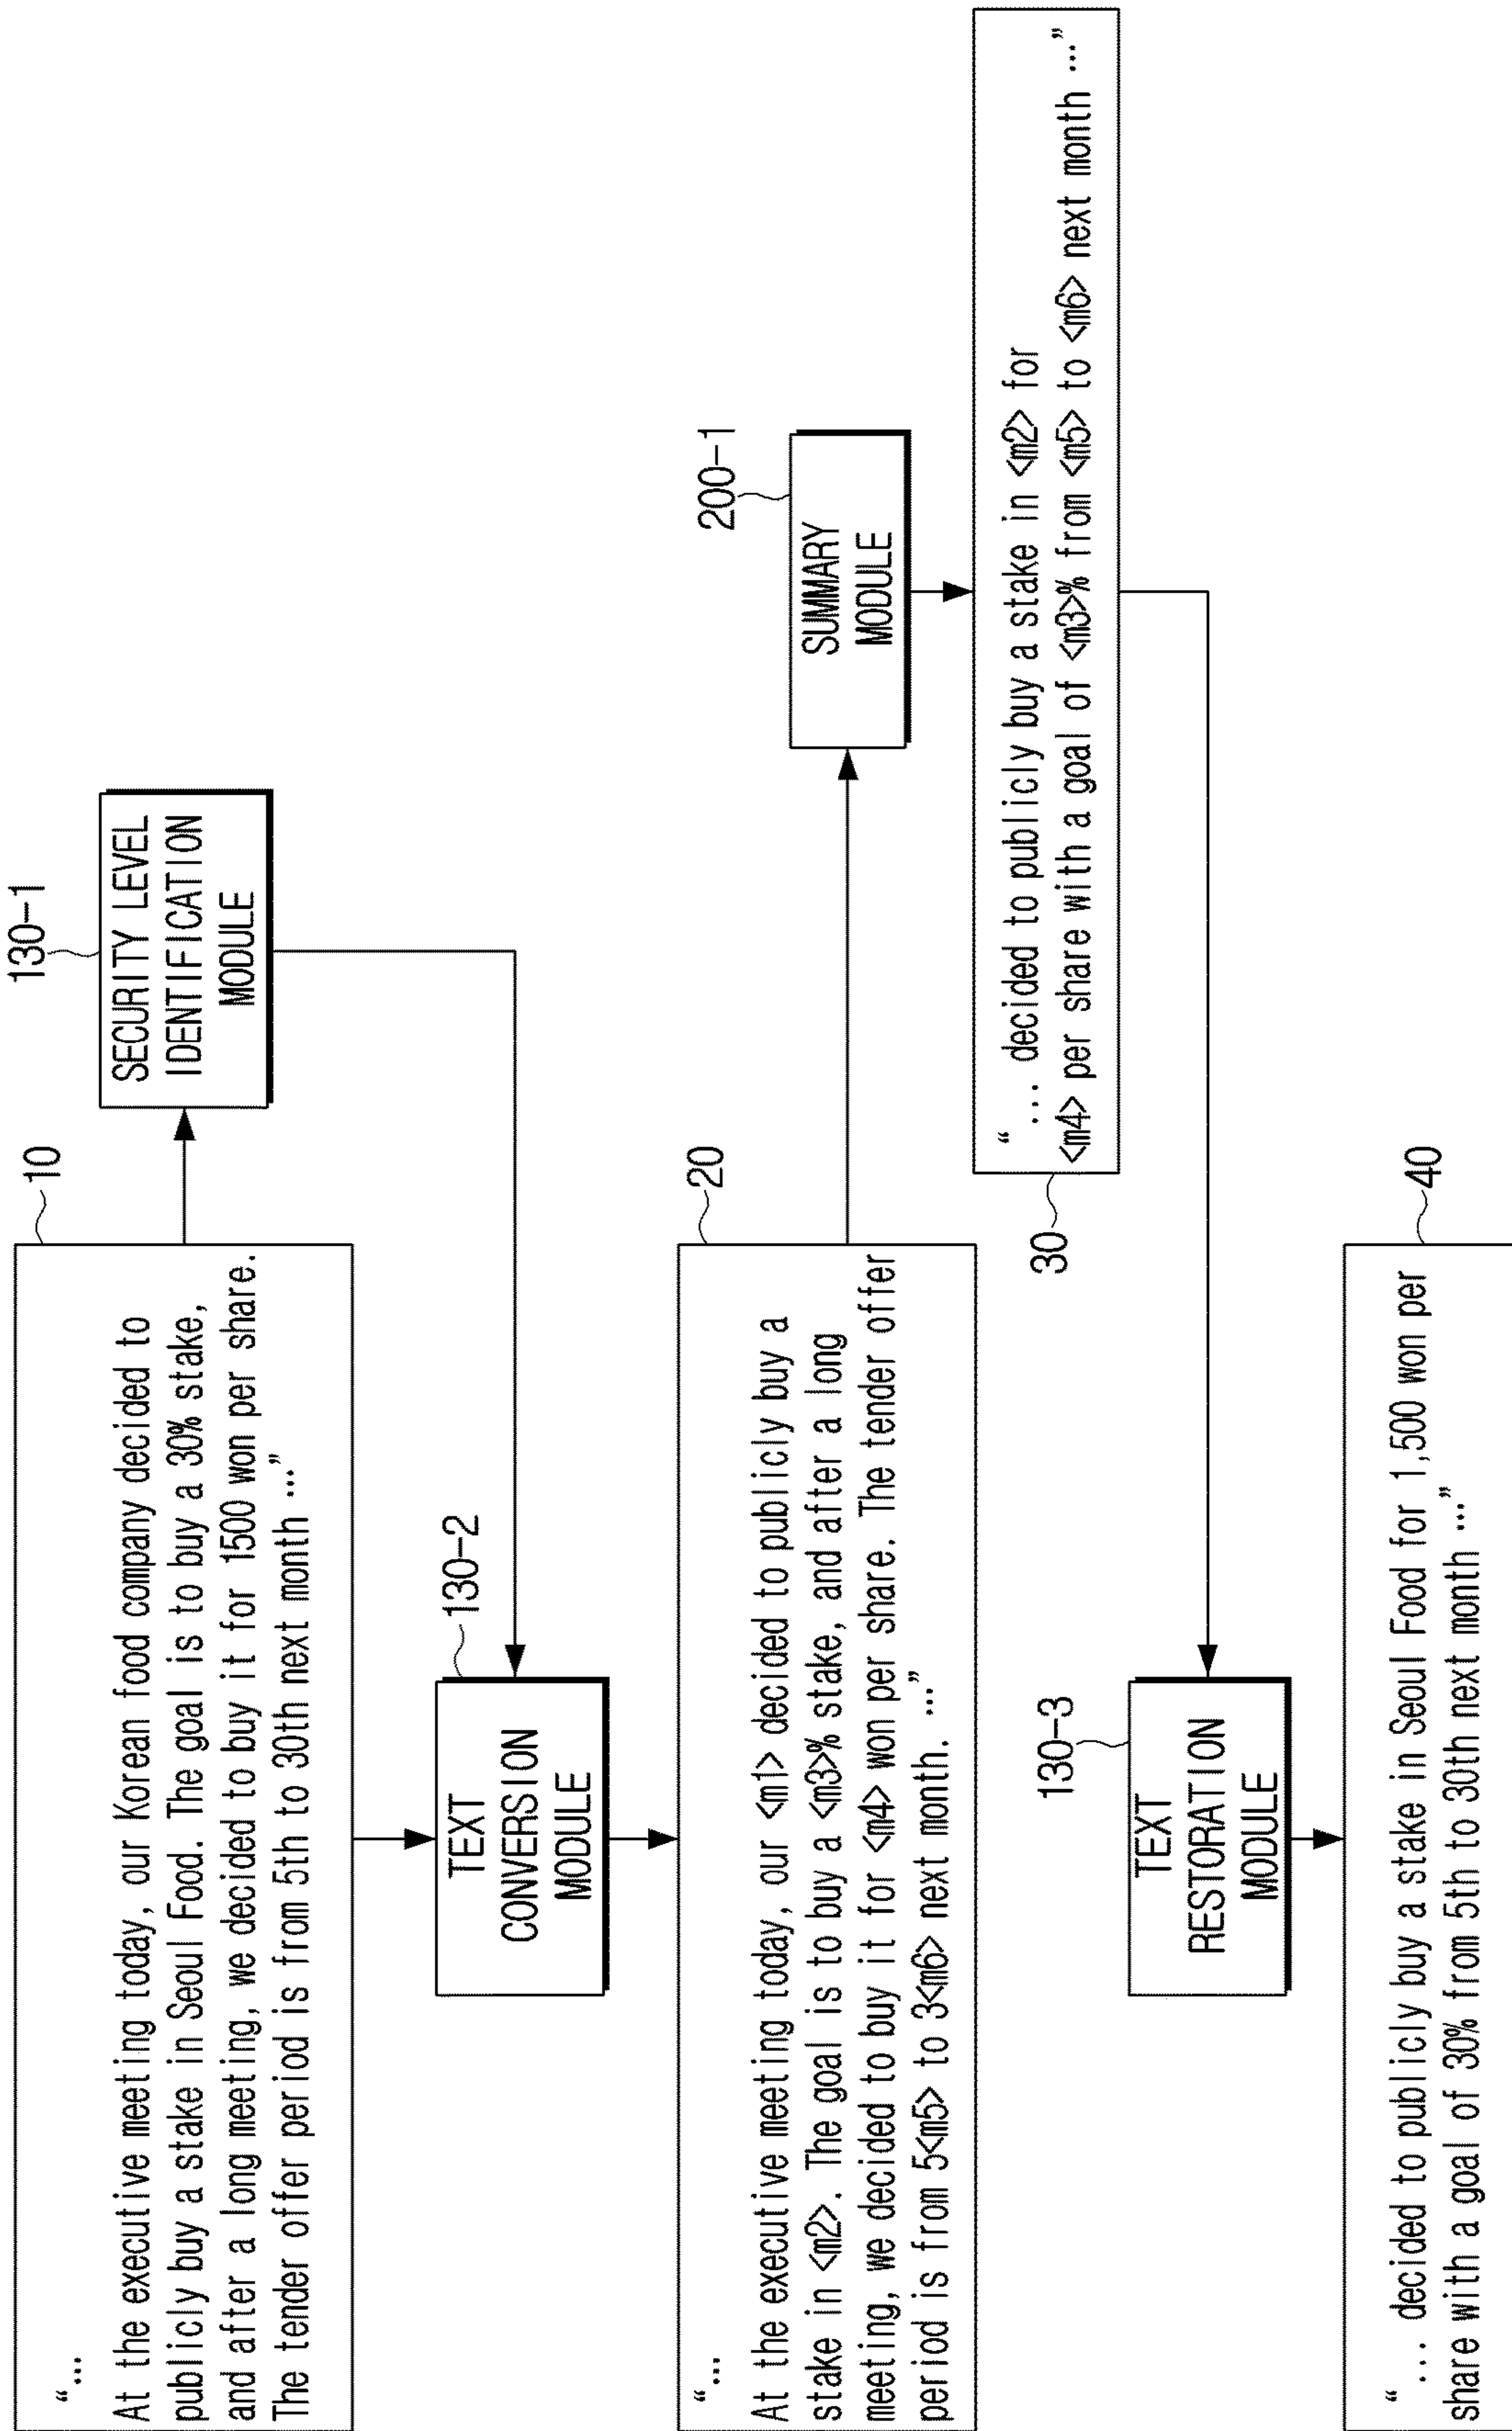 10
“...
At the executive meeting today, our Korean food company decided to
publicly buy a stake in Seoul Food. The goal is to buy a 30% stake,
and after a long meeting, we decided to buy it for 1500 won per share.
The tender offer period is from 5th to 30th next month ...”
130-1
SECURITY LEVEL
IDENTIFICATION
MODULE
130-2
TEXT
CONVERSION
MODULE
20
“...
At the executive meeting today, our <m1> decided to publicly buy a
stake in <m2>. The goal is to buy a <m3>% stake, and after a long
meeting, we decided to buy it for <m4> won per share. The tender offer
period is from 5<m5> to 3<m6> next month. ...”
200-1
SUMMARY
MODULE
30
“ ... decided to publicly buy a stake in <m2> for
<m4> per share with a goal of <m3>% from <m5> to <m6> next month ...”
130-3
TEXT
RESTORATION
MODULE
40
“ ... decided to publicly buy a stake in Seoul Food for 1,500 won per
share with a goal of 30% from 5th to 30th next month ...”